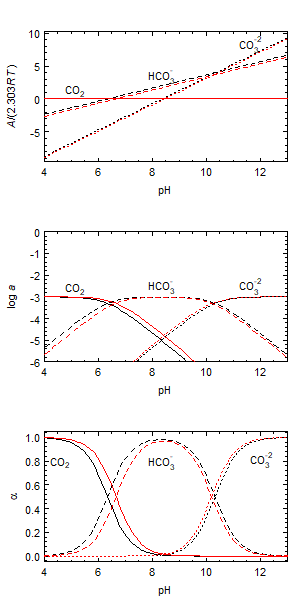 10
5
0
−5
A/(2.303RT)
CO₂
HCO₃⁻
CO₃⁻²
4 6 8 10 12
pH
0
-1
-2
-3
-4
-5
-6
log a
CO₂
HCO₃⁻
CO₃⁻²
4 6 8 10 12
pH
1.0
0.8
0.6
0.4
0.2
0.0
α
CO₂
HCO₃⁻
CO₃⁻²
4 6 8 10 12
pH